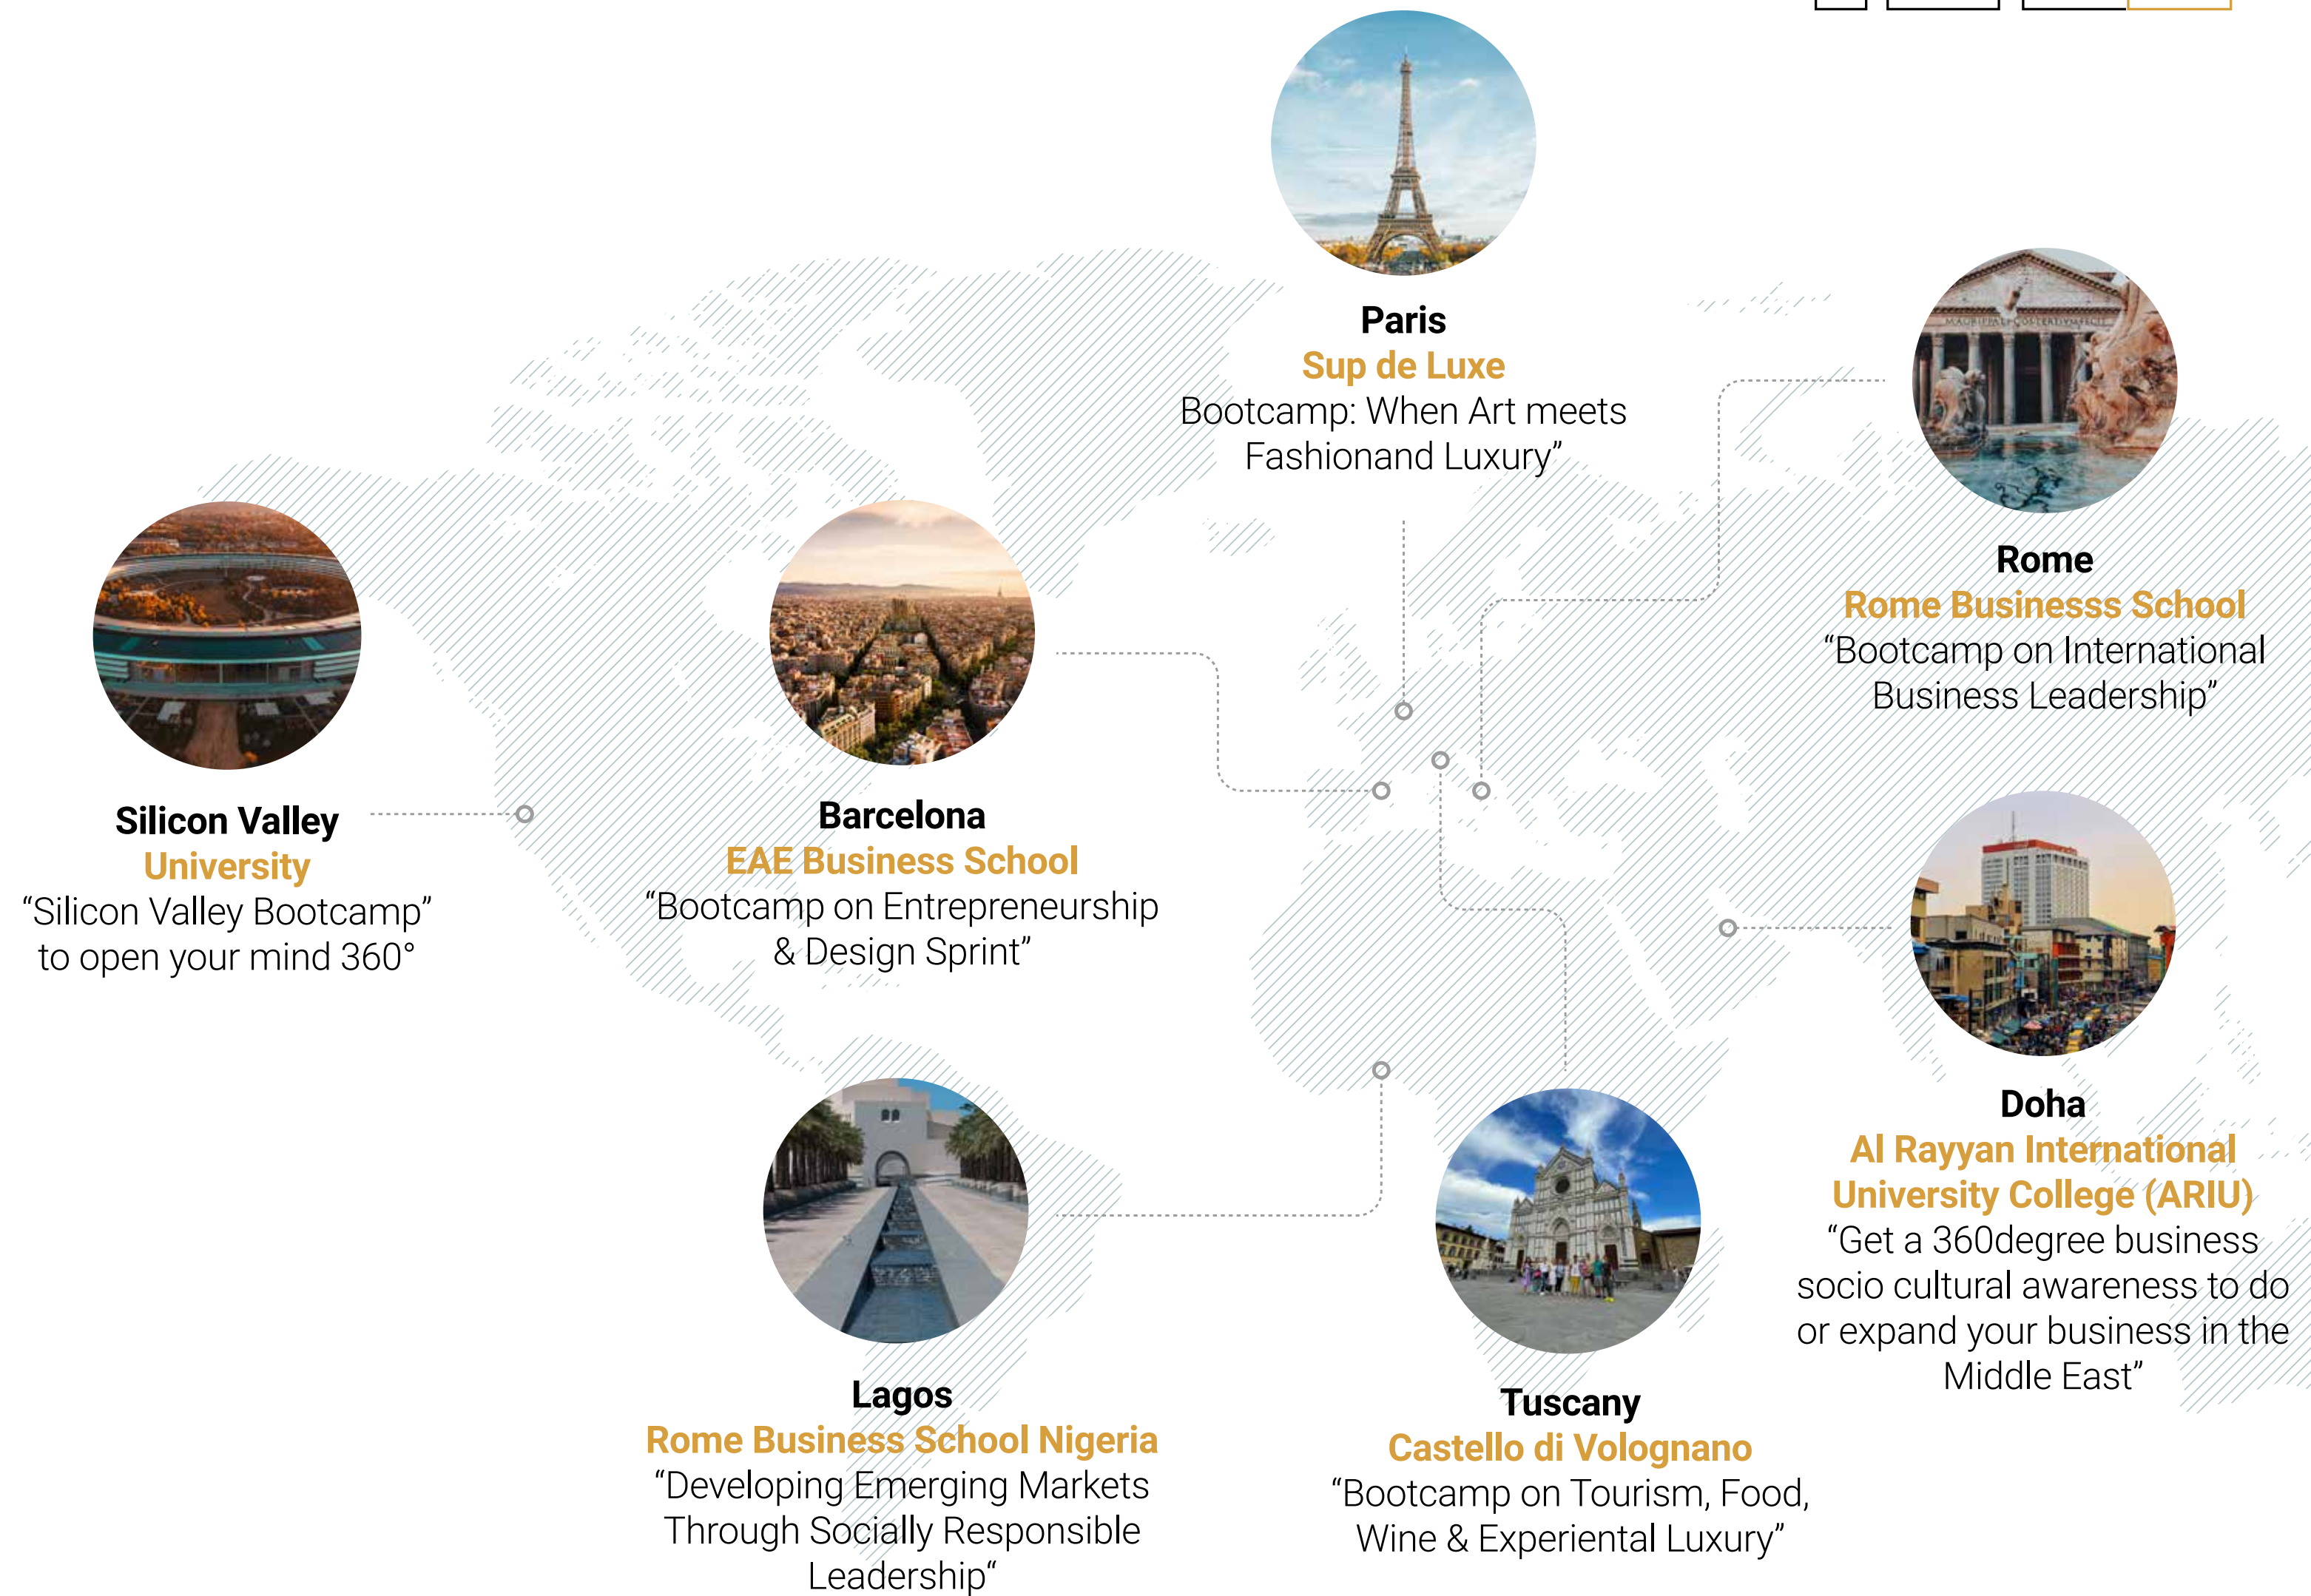 Paris
Sup de Luxe
Bootcamp: When Art meets
Fashionand Luxury”
Rome
Rome Businesss School
“Bootcamp on International
Business Leadership”
Silicon Valley
University
“Silicon Valley Bootcamp”
to open your mind 360°
Barcelona
EAE Business School
“Bootcamp on Entrepreneurship
& Design Sprint”
Doha
Al Rayyan International
University College (ARIU)
“Get a 360degree business
socio cultural awareness to do
or expand your business in the
Middle East”
Lagos
Rome Business School Nigeria
“Developing Emerging Markets
Through Socially Responsible
Leadership“
Tuscany
Castello di Volognano
“Bootcamp on Tourism, Food,
Wine & Experiental Luxury”